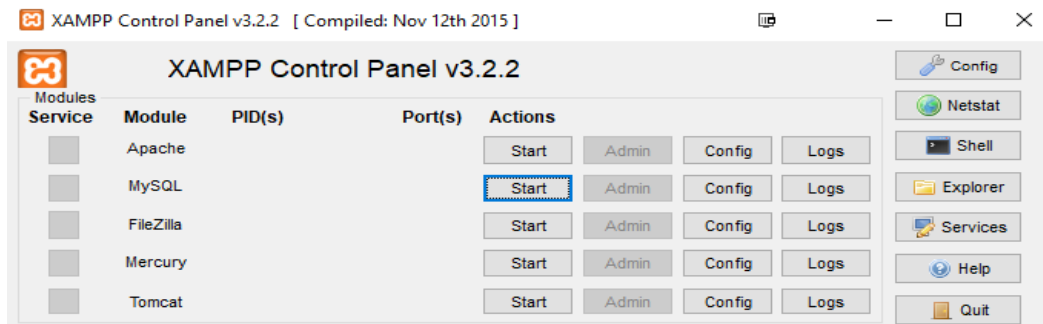 XAMPP Control Panel v3.2.2 [ Compiled: Nov 12th 2015 ]
XAMPP Control Panel v3.2.2
Config
Modules
Netstat
Service Module PID(s) Port(s) Actions
Apache Start Admin Config Logs
Shell
MySQL Start Admin Config Logs
Explorer
FileZilla Start Admin Config Logs
Services
Mercury Start Admin Config Logs
Help
Tomcat Start Admin Config Logs
Quit